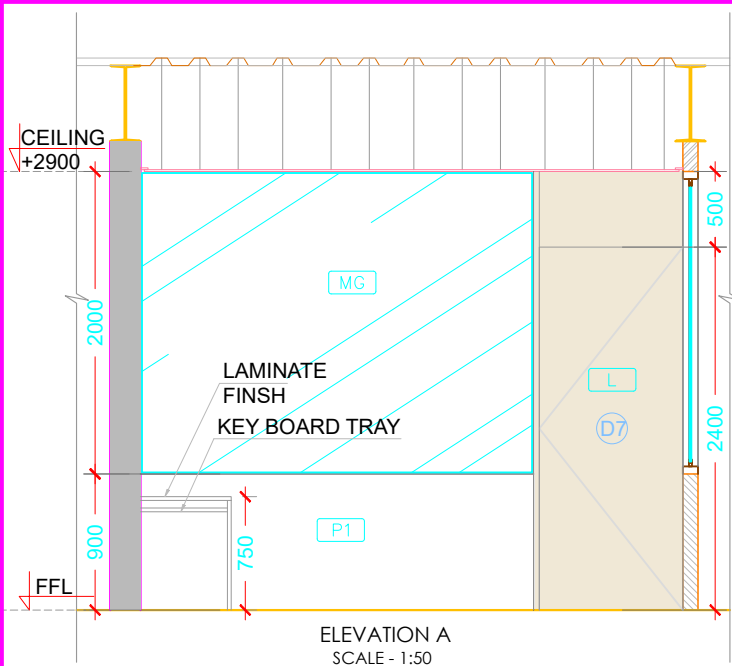 CEILING
+2900
500
MG
2000
LAMINATE
FINSH
KEY BOARD TRAY
L
D7
2400
900
750
P1
FFL
ELEVATION A
SCALE - 1:50